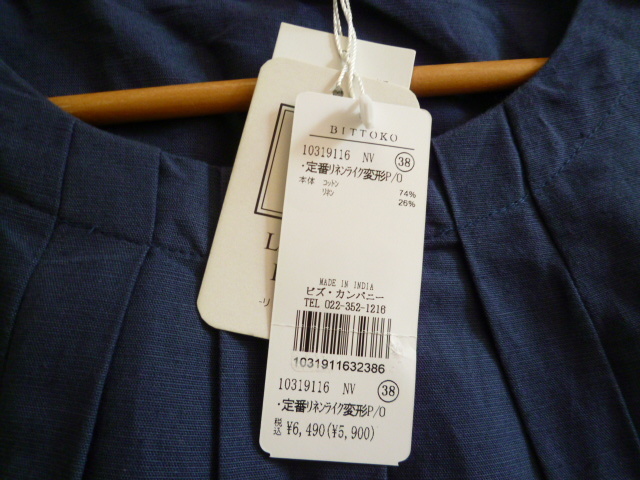 BITTOKO
10319116 NV 38
・定番リネンライク変形P/O
本体 コットン 74%
リネン 26%
MADE IN INDIA
ビズ・カンパニー
TEL 022-352-1216
1031911632386
10319116 NV 38
・定番リネンライク変形P/O
税込 ¥6,490(¥5,900)
L